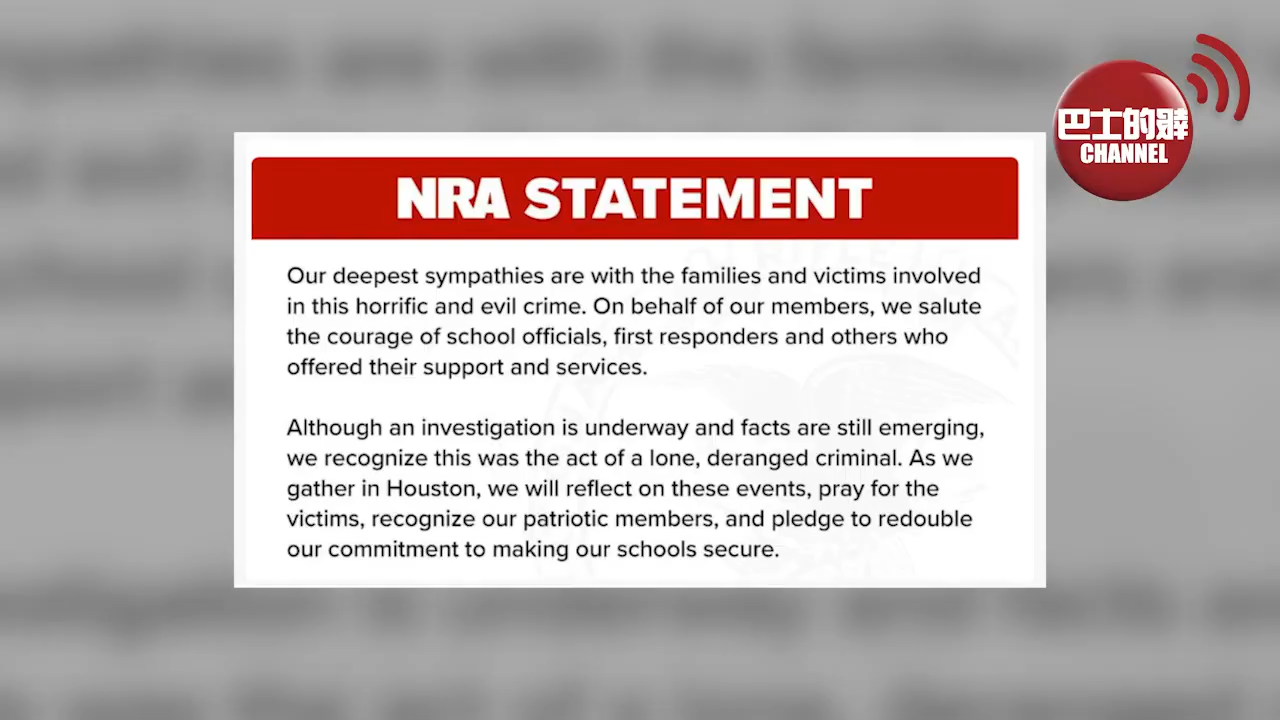 巴士的報
CHANNEL
NRA STATEMENT
Our deepest sympathies are with the families and victims involved
in this horrific and evil crime. On behalf of our members, we salute
the courage of school officials, first responders and others who
offered their support and services.
Although an investigation is underway and facts are still emerging,
we recognize this was the act of a lone, deranged criminal. As we
gather in Houston, we will reflect on these events, pray for the
victims, recognize our patriotic members, and pledge to redouble
our commitment to making our schools secure.